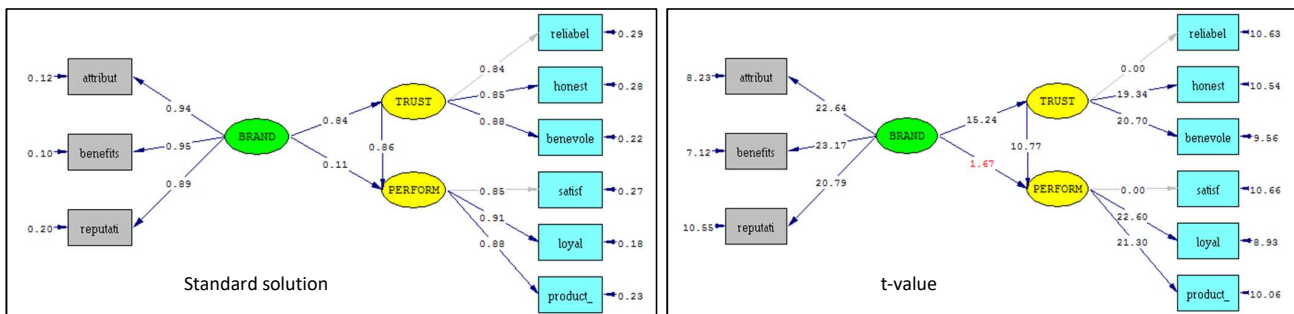 reliabel
0.29
0.12
attribut
0.84
0.94
TRUST
0.85
honest
0.28
0.84
0.88
0.10
benefits
0.95
BRAND
benevole
0.22
0.86
0.11
0.89
PERFORM
0.85
satisf
0.27
0.91
0.20
reputati
0.88
loyal
0.18
Standard solution
product_
0.23
reliabel
10.63
8.23
attribut
0.00
22.64
TRUST
19.34
honest
10.54
15.24
20.70
7.12
benefits
23.17
BRAND
benevole
9.56
10.77
1.67
20.79
PERFORM
0.00
satisf
10.66
22.60
10.55
reputati
21.30
loyal
8.93
t-value
product_
10.06